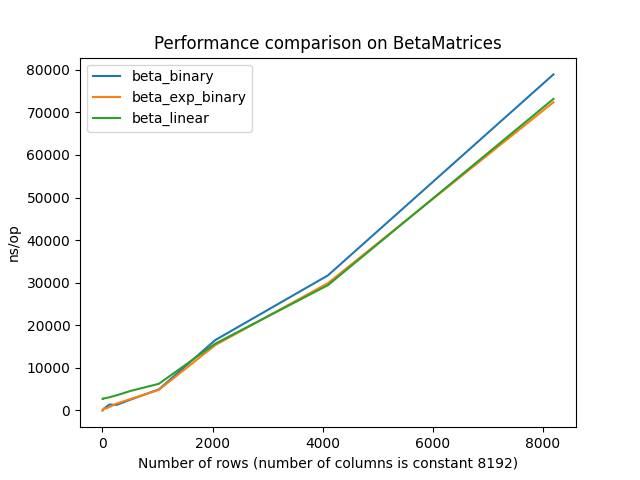 Performance comparison on BetaMatrices
beta_binary
beta_exp_binary
beta_linear
80000
70000
60000
50000
40000
30000
20000
10000
0
ns/op
0 2000 4000 6000 8000
Number of rows (number of columns is constant 8192)